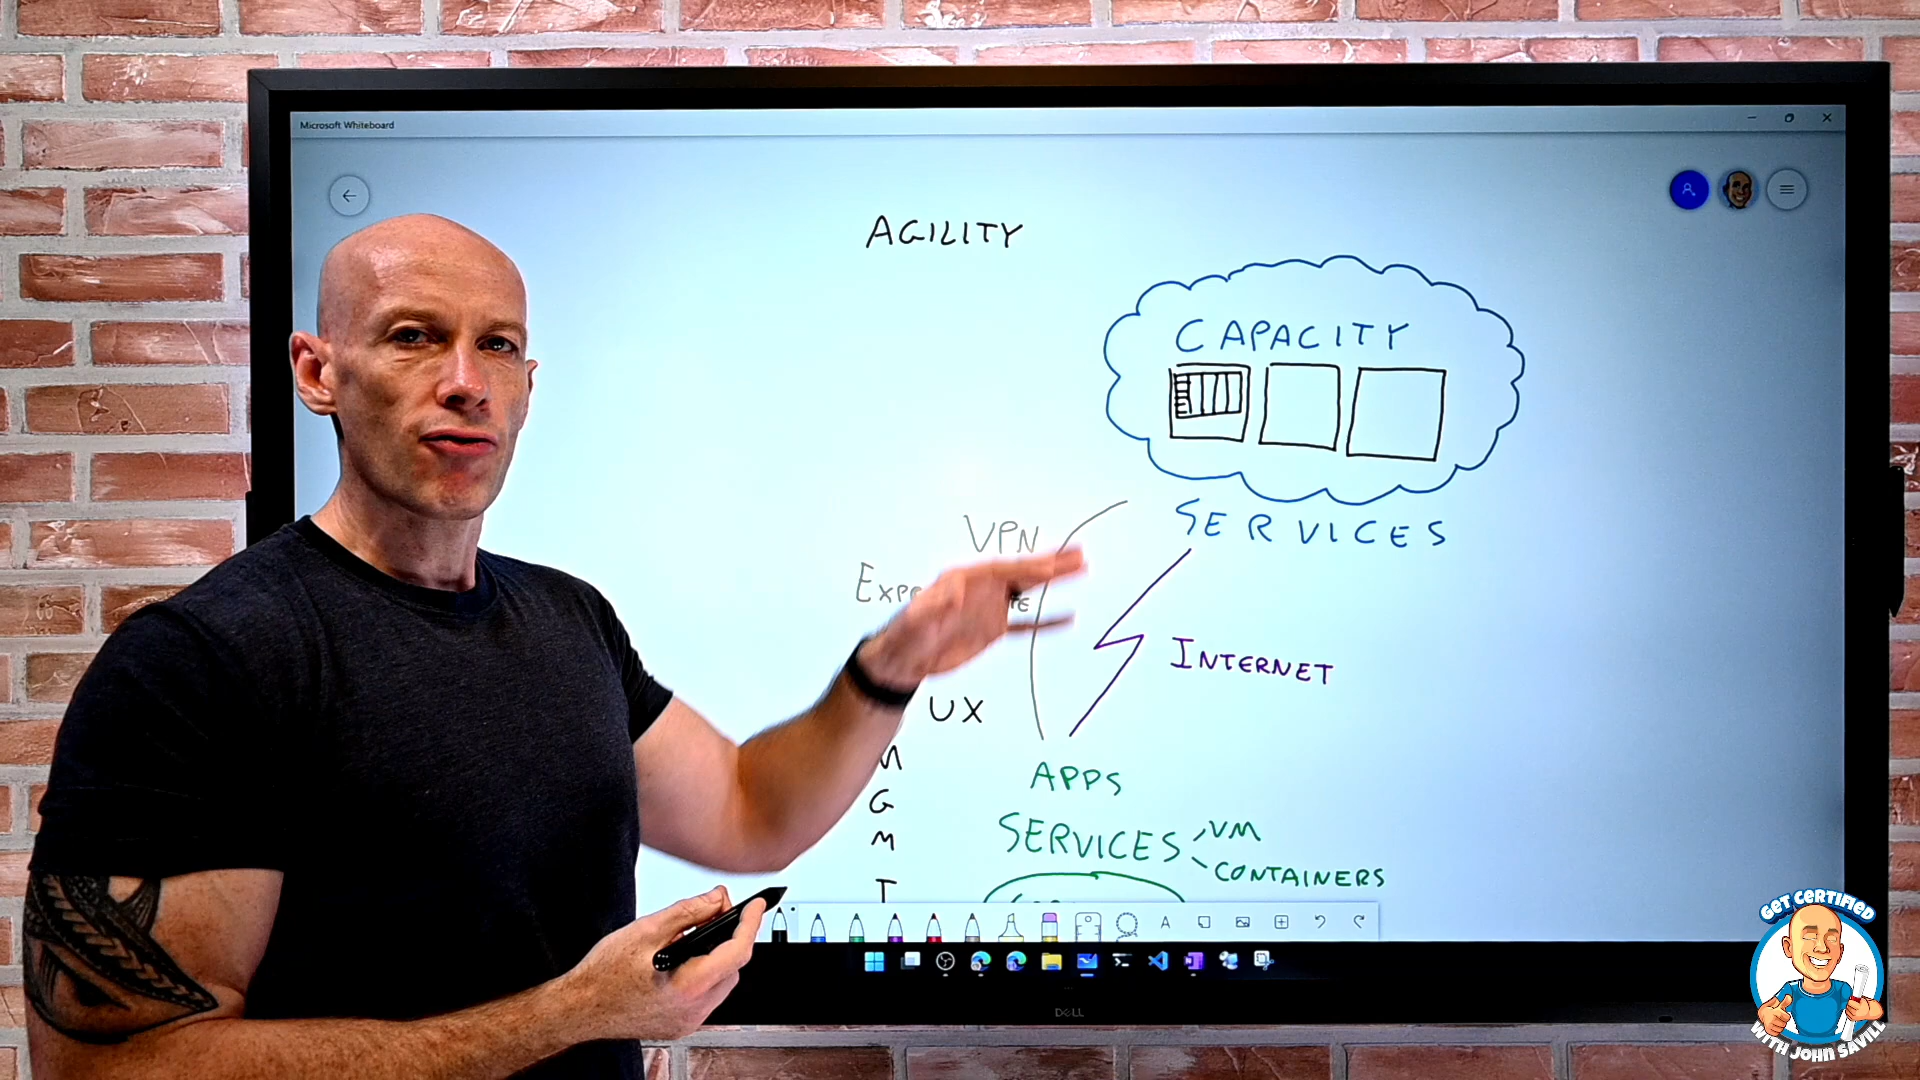 Microsoft Whiteboard
AGILITY
CAPACITY
SERVICES
VPN
INTERNET
UX
M
G
M
T
APPS
SERVICES
VM
CONTAINERS
DELL
GET CERTIFIED
WITH JOHN SAVILL